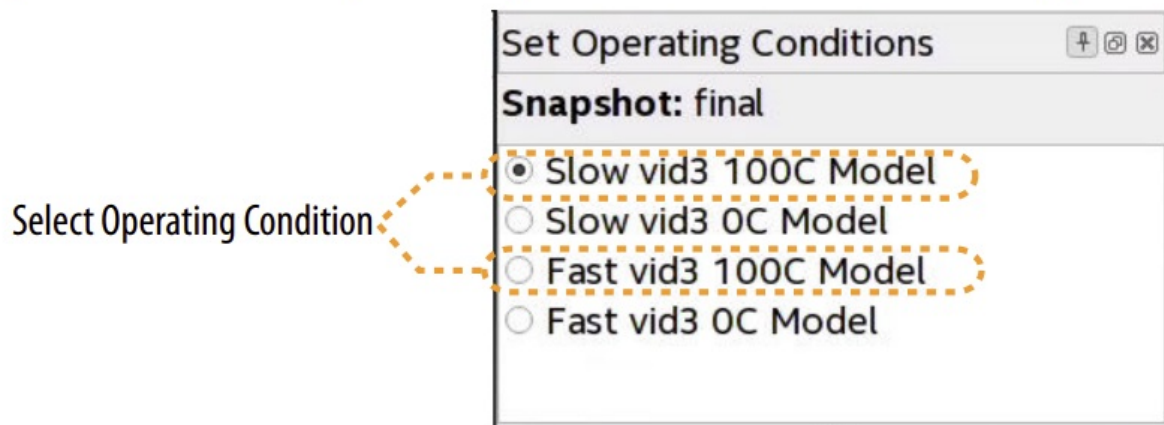 Set Operating Conditions
Snapshot: final
Slow vid3 100C Model
Select Operating Condition
Slow vid3 0C Model
Fast vid3 100C Model
Fast vid3 0C Model